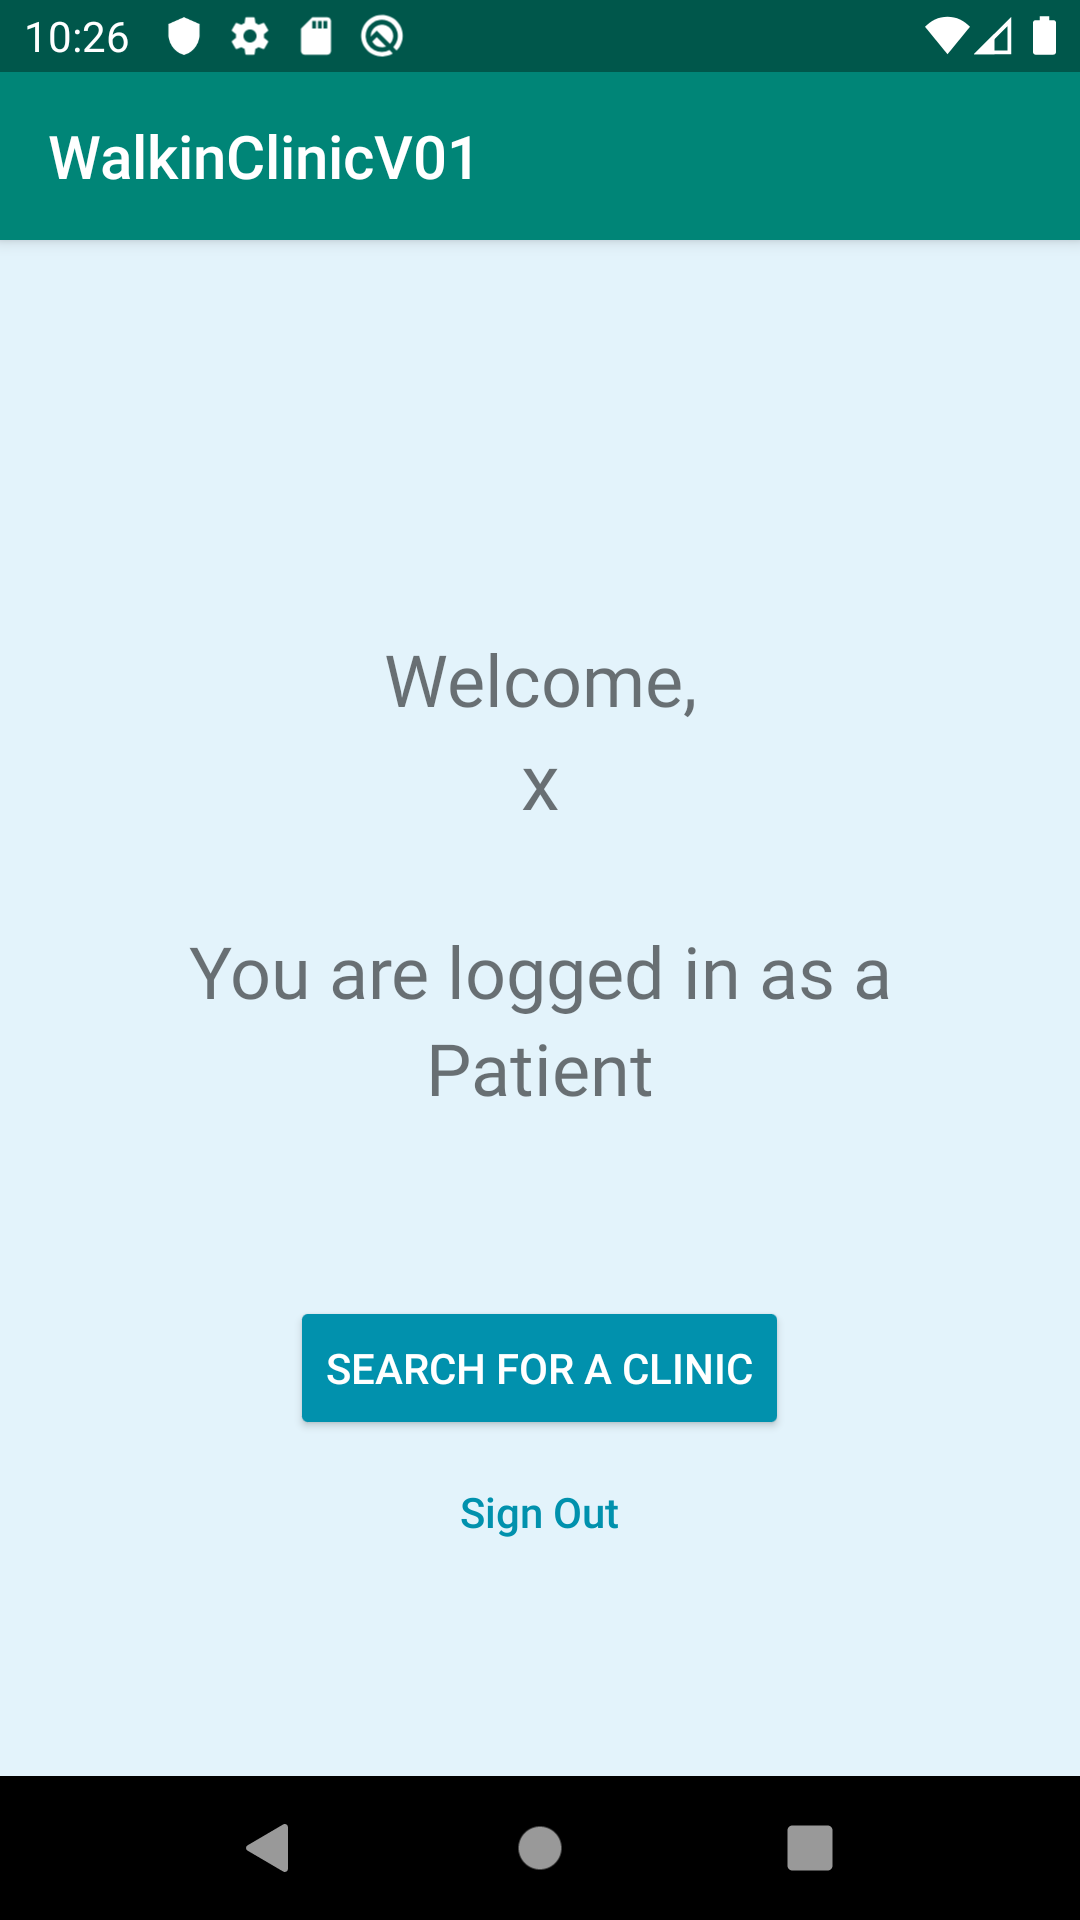 10:26
WalkinClinicV01
Welcome,
x
You are logged in as a
Patient
SEARCH FOR A CLINIC
Sign Out